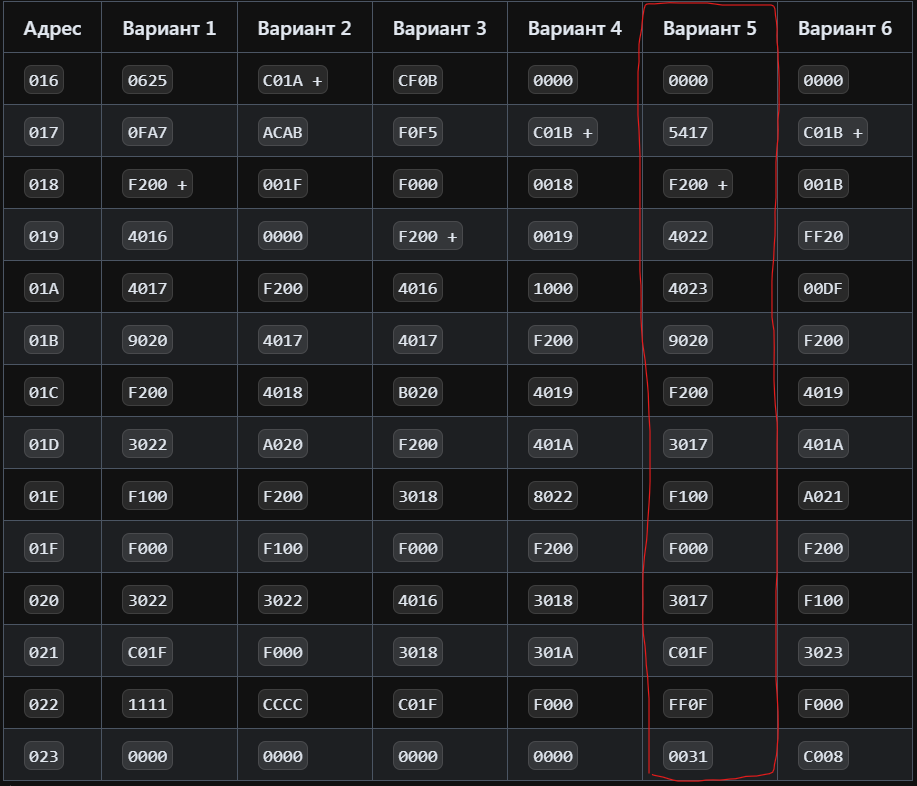 Адрес Вариант 1 Вариант 2 Вариант 3 Вариант 4 Вариант 5 Вариант 6
016 0625 C01A + CF0B 0000 0000 0000
017 0FA7 ACAB F0F5 C01B + 5417 C01B +
018 F200 + 001F F000 0018 F200 + 001B
019 4016 0000 F200 + 0019 4022 FF20
01A 4017 F200 4016 1000 4023 00DF
01B 9020 4017 4017 F200 9020 F200
01C F200 4018 B020 4019 F200 4019
01D 3022 A020 F200 401A 3017 401A
01E F100 F200 3018 8022 F100 A021
01F F000 F100 F000 F200 F000 F200
020 3022 3022 4016 3018 3017 F100
021 C01F F000 3018 301A C01F 3023
022 1111 CCCC C01F F000 FF0F F000
023 0000 0000 0000 0000 0031 C008